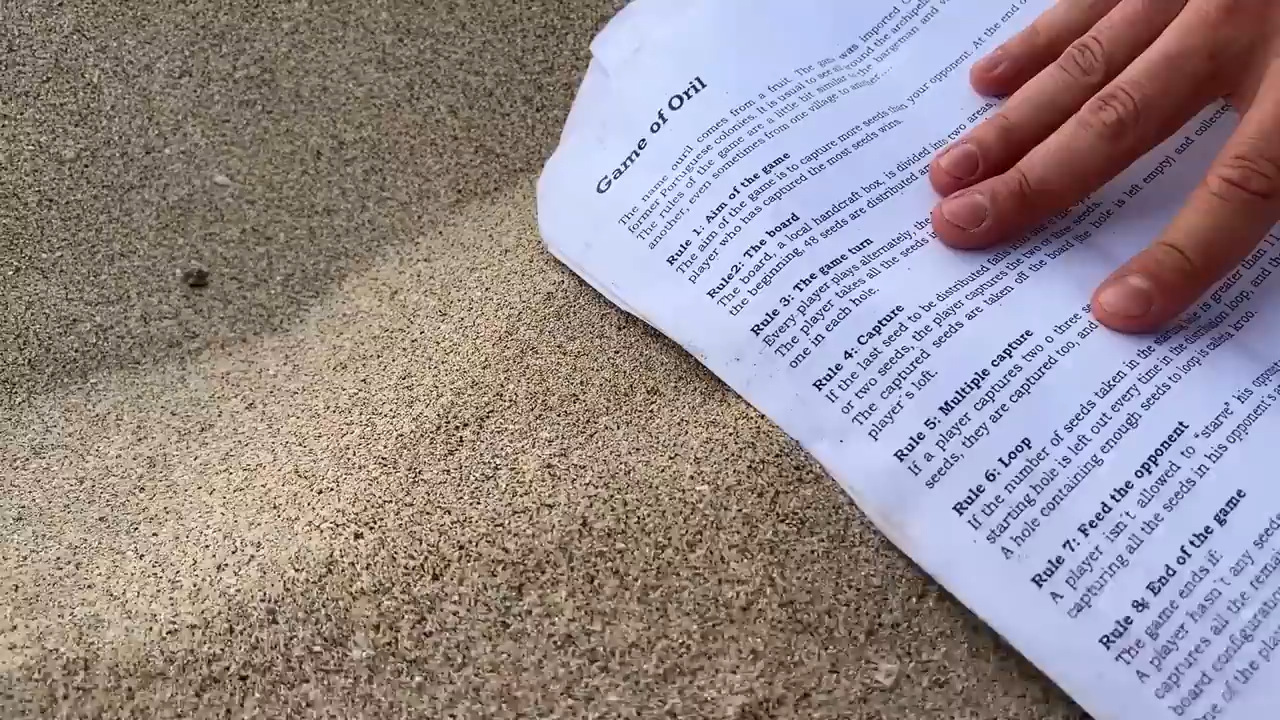 Game of Oril
The name ouril comes from a fruit. The was imported
former Portuguese colonies. It is usual to see around the archipel
The rules of the game are a little bit similar the bargeman and
another, even sometimes from one village to another....
Rule 1: Aim of the game
The aim of the game is to capture more seeds than your opponent. At the end o
player who has captured the most seeds wins.
Rule2: The board
The board, a local handcraft box is divided into two areas,
the beginning, 48 seeds are distributed
Rule 3: The game turn
Every player plays alternately, the
The player takes all the seeds
one in each hole.
Rule 4: Capture
If the last seed to be distributed falls into
or two seeds, the player captures the two or three seeds.
The captured seeds are taken off the board (the hole is left empty) and collected
player's loft.
Rule 5: Multiple capture
If a player captures two o three
seeds, they are captured too, and
Rule 6: Loop
If the number of seeds taken in the starting hole is greater than 11
starting hole is left out every time in the distribution loop, and
A hole containing enough seeds to loop is called a kroo.
Rule 7: Feed the opponent
A player isn't allowed to "starve" his
capturing all the seeds in his opponent's
Rule 8: End of the game
The game ends if:
A player hasn't any seed
captures all the
board configuration
of the